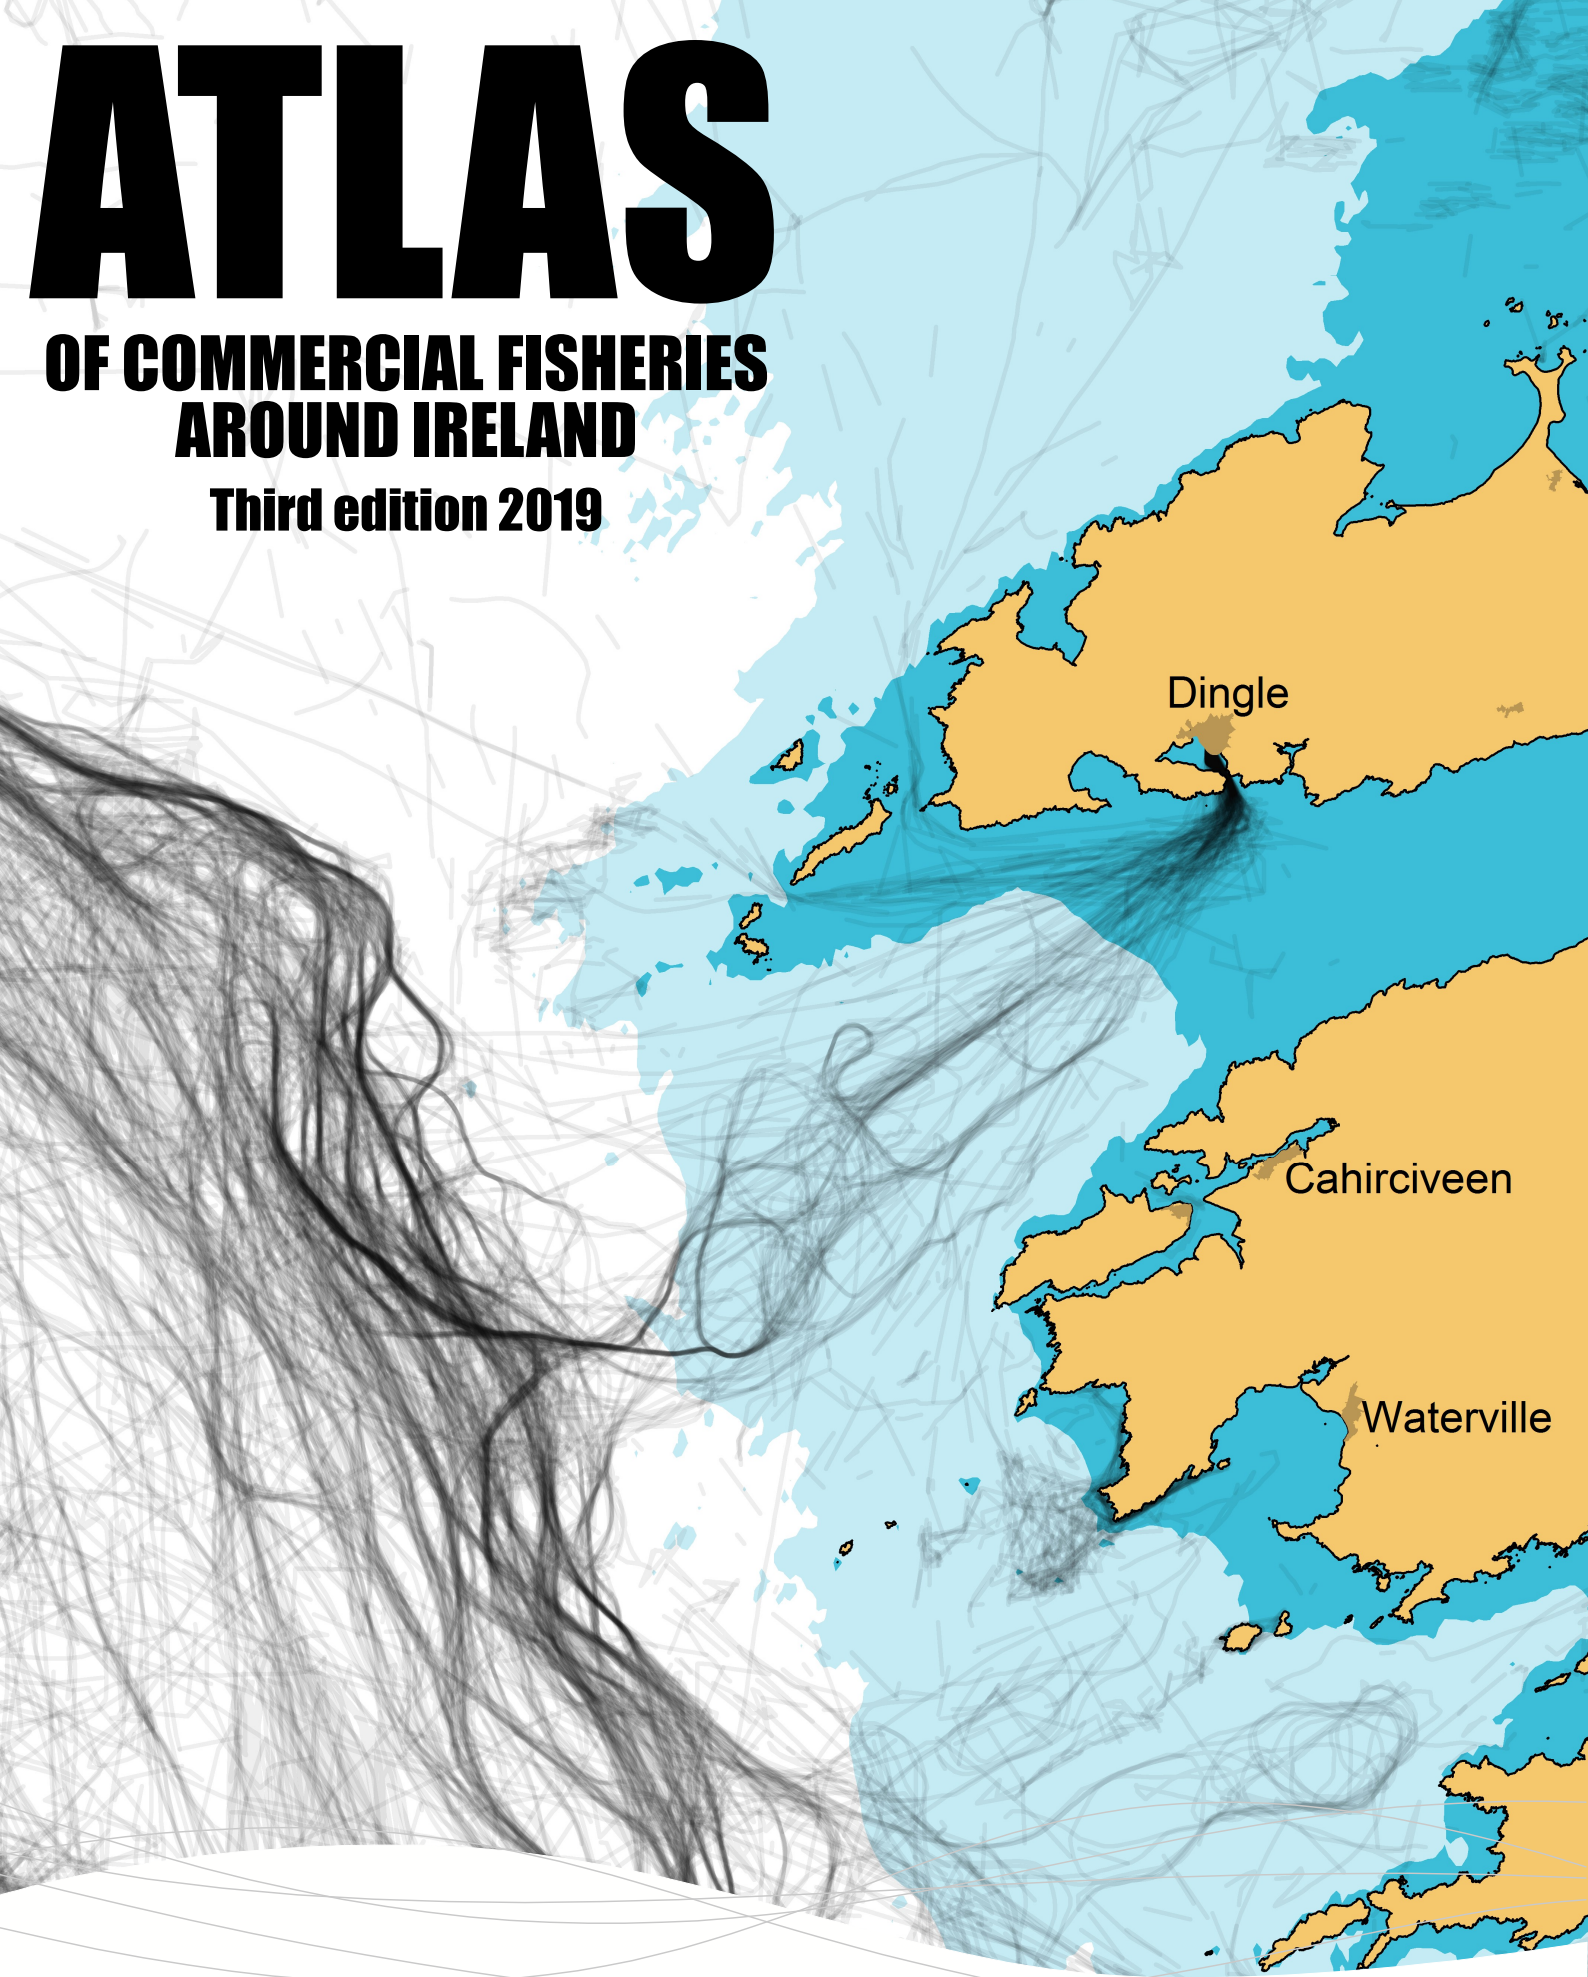 ATLAS
OF COMMERCIAL FISHERIES
AROUND IRELAND
Third edition 2019
Dingle
Cahirciveen
Waterville